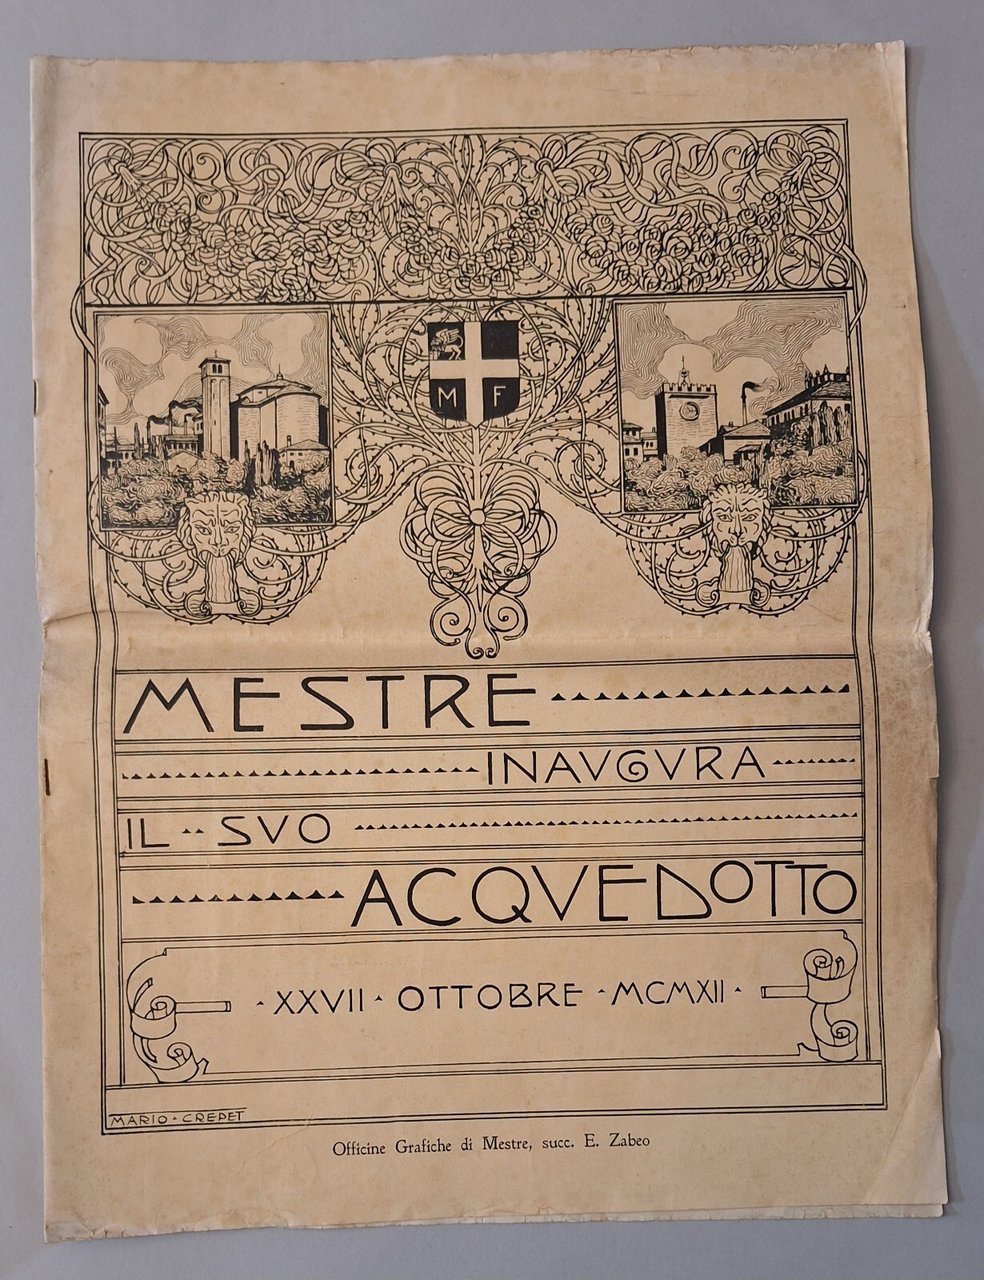 M F
MESTRE
INAVGVRA
IL SVO
ACQVEDOTTO
· XXVII · OTTOBRE · MCMXII ·
MARIO · CREPET
Officine Grafiche di Mestre, succ. E. Zabeo